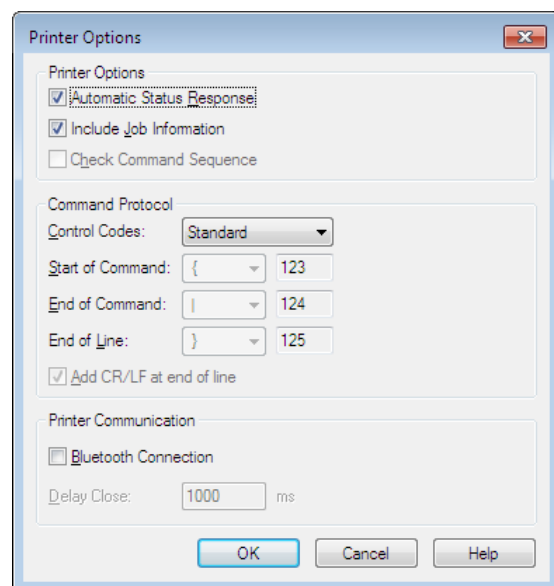 Printer Options
Printer Options
Automatic Status Response
Include Job Information
Check Command Sequence
Command Protocol
Control Codes: Standard
Start of Command: { 123
End of Command: | 124
End of Line: } 125
Add CR/LF at end of line
Printer Communication
Bluetooth Connection
Delay Close: 1000 ms
OK Cancel Help